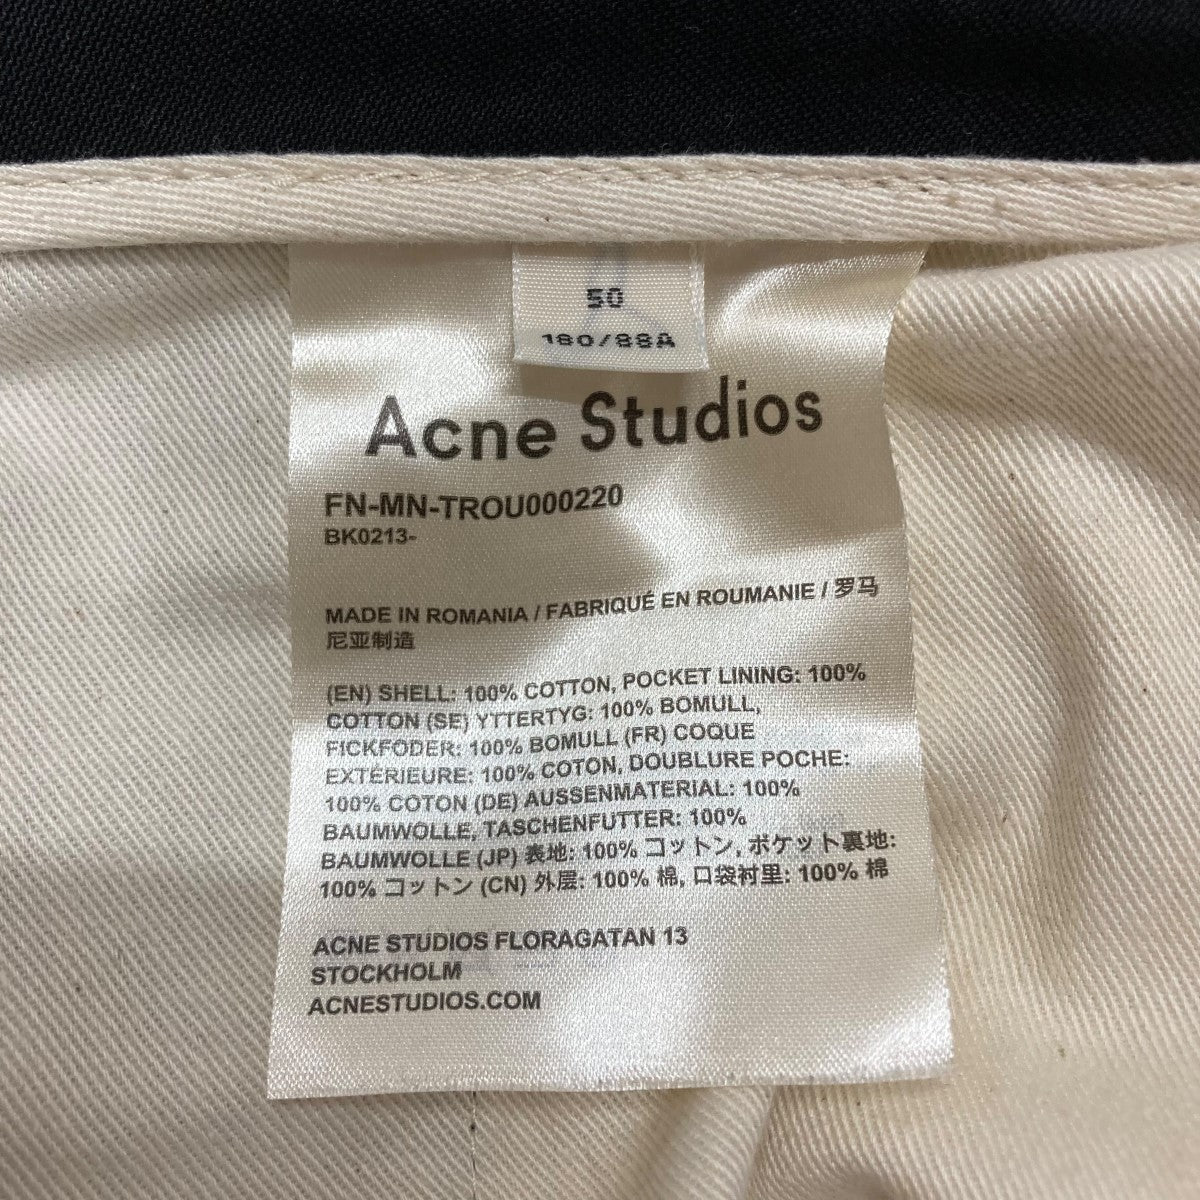 50
180/88A
Acne Studios
FN-MN-TROU000220
BK0213-
MADE IN ROMANIA / FABRIQUÉ EN ROUMANIE / 罗马
尼亚制造
(EN) SHELL: 100% COTTON, POCKET LINING: 100%
COTTON (SE) YTTERTYG: 100% BOMULL,
FICKFODER: 100% BOMULL (FR) COQUE
EXTÉRIEURE: 100% COTON, DOUBLURE POCHE:
100% COTON (DE) AUSSENMATERIAL: 100%
BAUMWOLLE, TASCHENFUTTER: 100%
BAUMWOLLE (JP) 表地: 100% コットン, ポケット裏地:
100% コットン (CN) 外层: 100% 棉, 口袋衬里: 100% 棉
ACNE STUDIOS FLORAGATAN 13
STOCKHOLM
ACNESTUDIOS.COM